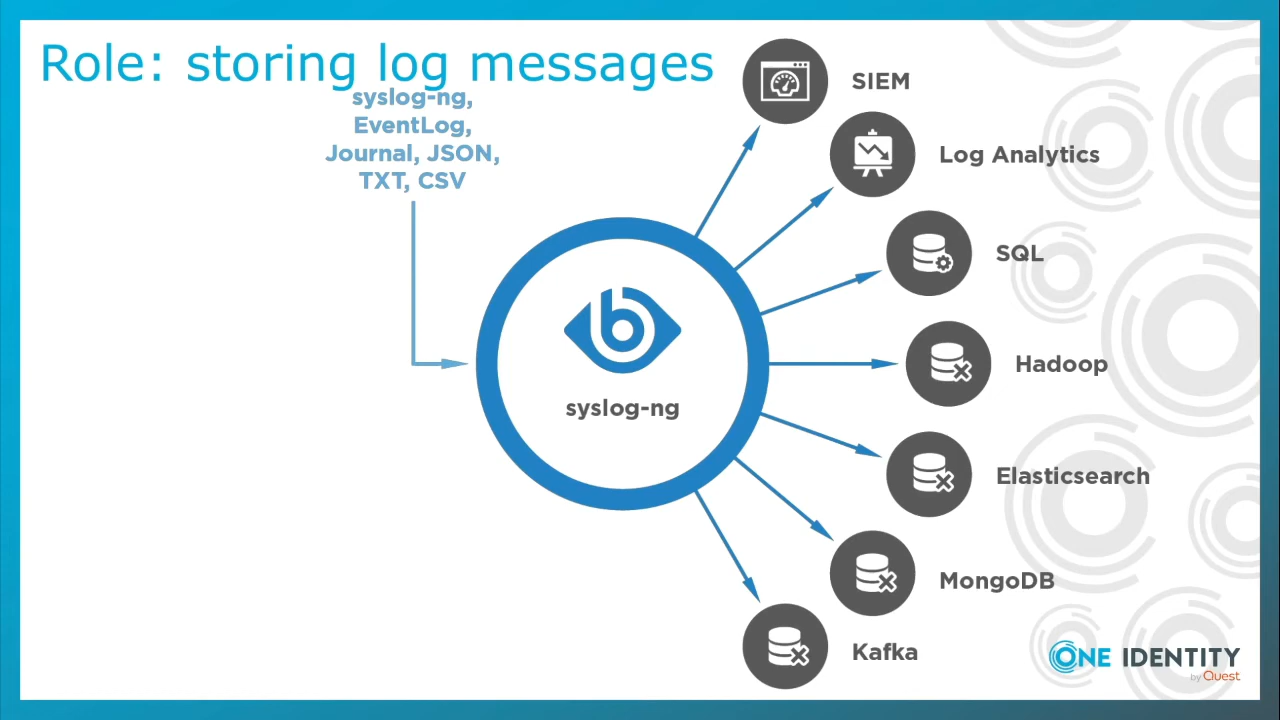 Role: storing log messages
syslog-ng,
EventLog,
Journal, JSON,
TXT, CSV
syslog-ng
SIEM
Log Analytics
SQL
Hadoop
Elasticsearch
MongoDB
Kafka
ONE IDENTITY
by Quest